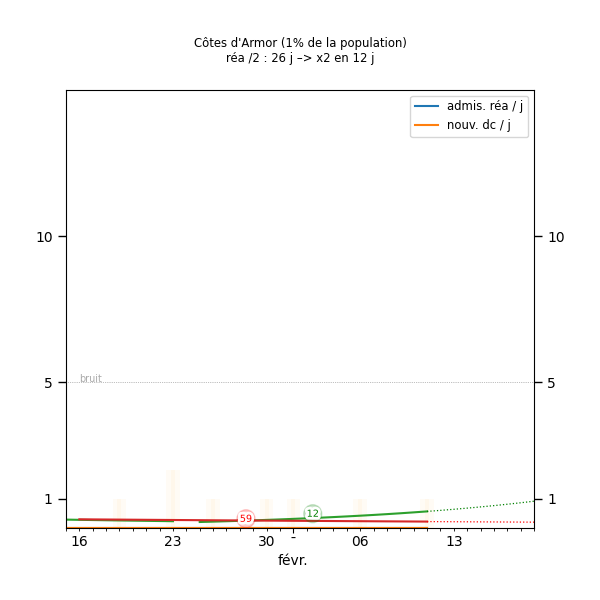 Côtes d'Armor (1% de la population)
réa /2 : 26 j –> x2 en 12 j
admis. réa / j
nouv. dc / j
10 10
bruit
5 5
1 1
59 12
16 23 30 - 06 13
févr.